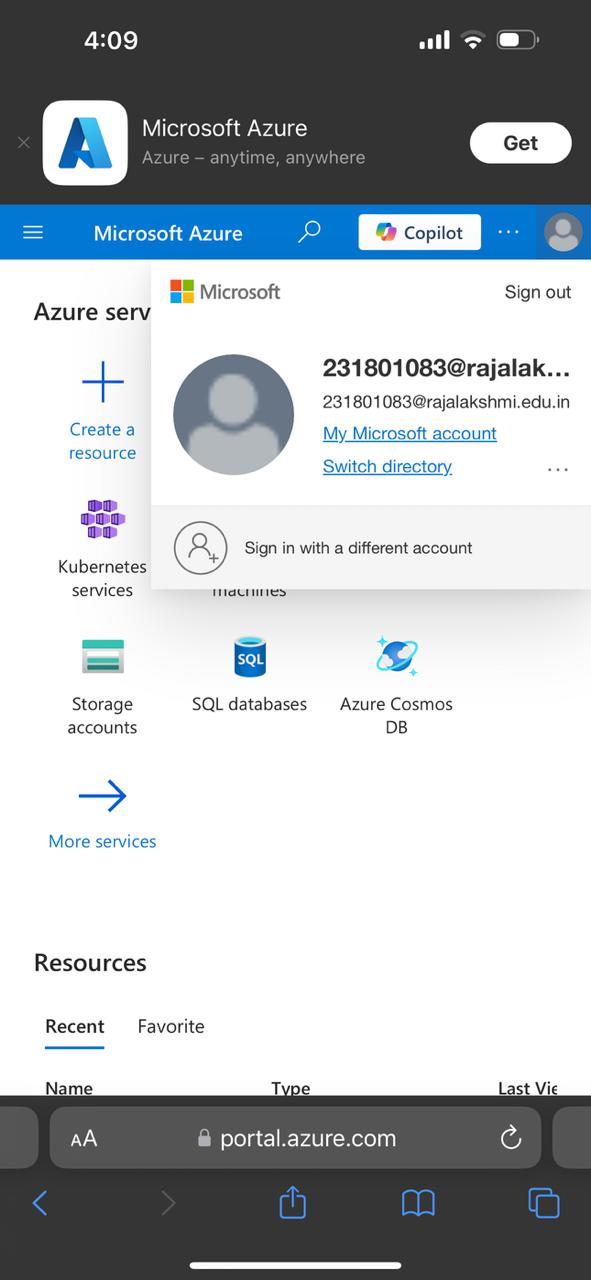 4:09
Microsoft Azure
Azure – anytime, anywhere
Get
Microsoft Azure
Copilot
Microsoft
Sign out
Azure serv
231801083@rajalak...
231801083@rajalakshmi.edu.in
My Microsoft account
Switch directory
Create a
resource
Sign in with a different account
Kubernetes
services
machines
SQL
Storage
accounts
SQL databases
Azure Cosmos
DB
More services
Resources
Recent
Favorite
Name
Type
Last Vie
AA
portal.azure.com